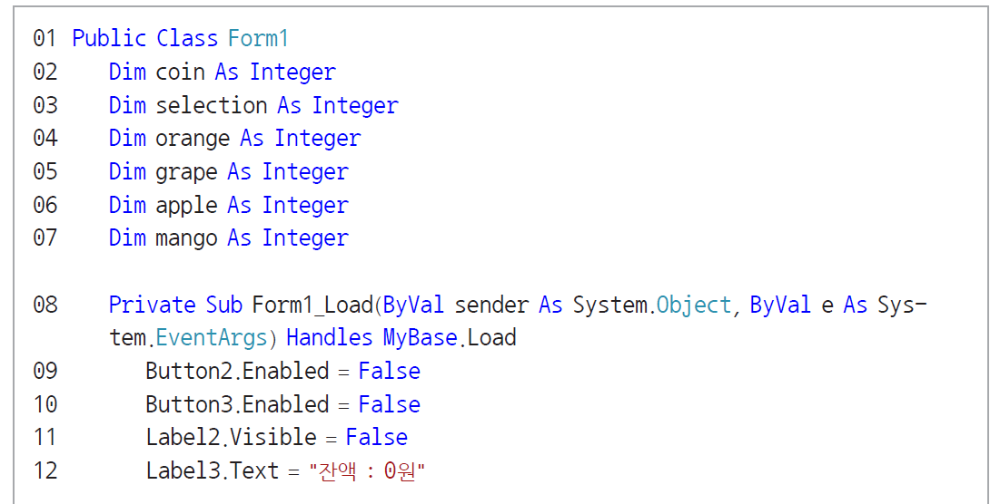 01 Public Class Form1
02 Dim coin As Integer
03 Dim selection As Integer
04 Dim orange As Integer
05 Dim grape As Integer
06 Dim apple As Integer
07 Dim mango As Integer
08 Private Sub Form1_Load(ByVal sender As System.Object, ByVal e As Sys-
tem.EventArgs) Handles MyBase.Load
09 Button2.Enabled = False
10 Button3.Enabled = False
11 Label2.Visible = False
12 Label3.Text = "잔액 : 0원"